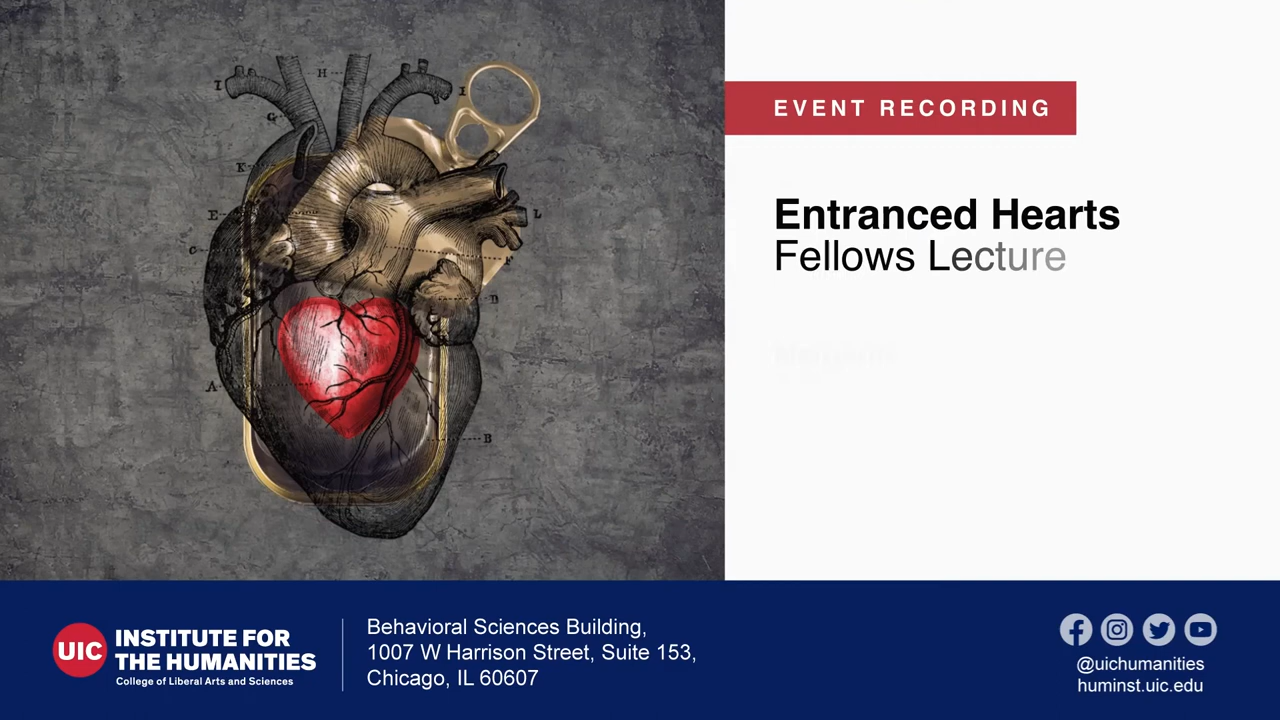 EVENT RECORDING
Entranced Hearts
Fellows Lecture
I
H
I
G
K
E
L
C
F
D
A
B
UIC
INSTITUTE FOR
THE HUMANITIES
College of Liberal Arts and Sciences
Behavioral Sciences Building,
1007 W Harrison Street, Suite 153,
Chicago, IL 60607
@uichumanities
huminst.uic.edu